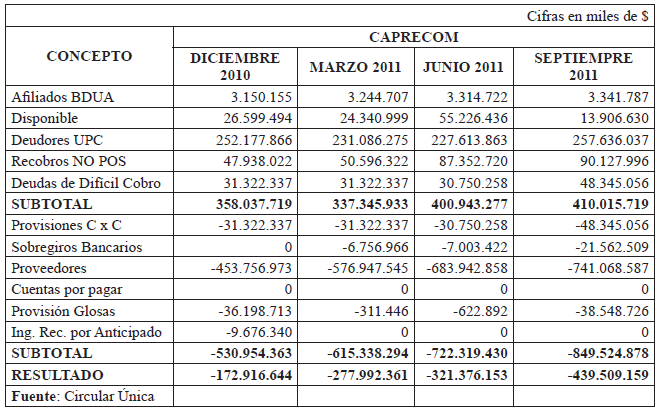 Cifras en miles de $
CONCEPTO CAPRECOM
DICIEMBRE 2010 MARZO 2011 JUNIO 2011 SEPTIEMPRE 2011
Afiliados BDUA 3.150.155 3.244.707 3.314.722 3.341.787
Disponible 26.599.494 24.340.999 55.226.436 13.906.630
Deudores UPC 252.177.866 231.086.275 227.613.863 257.636.037
Recobros NO POS 47.938.022 50.596.322 87.352.720 90.127.996
Deudas de Difícil Cobro 31.322.337 31.322.337 30.750.258 48.345.056
SUBTOTAL 358.037.719 337.345.933 400.943.277 410.015.719
Provisiones C x C -31.322.337 -31.322.337 -30.750.258 -48.345.056
Sobregiros Bancarios 0 -6.756.966 -7.003.422 -21.562.509
Proveedores -453.756.973 -576.947.545 -683.942.858 -741.068.587
Cuentas por pagar 0 0 0 0
Provisión Glosas -36.198.713 -311.446 -622.892 -38.548.726
Ing. Rec. por Anticipado -9.676.340 0 0 0
SUBTOTAL -530.954.363 -615.338.294 -722.319.430 -849.524.878
RESULTADO -172.916.644 -277.992.361 -321.376.153 -439.509.159
Fuente: Circular Única